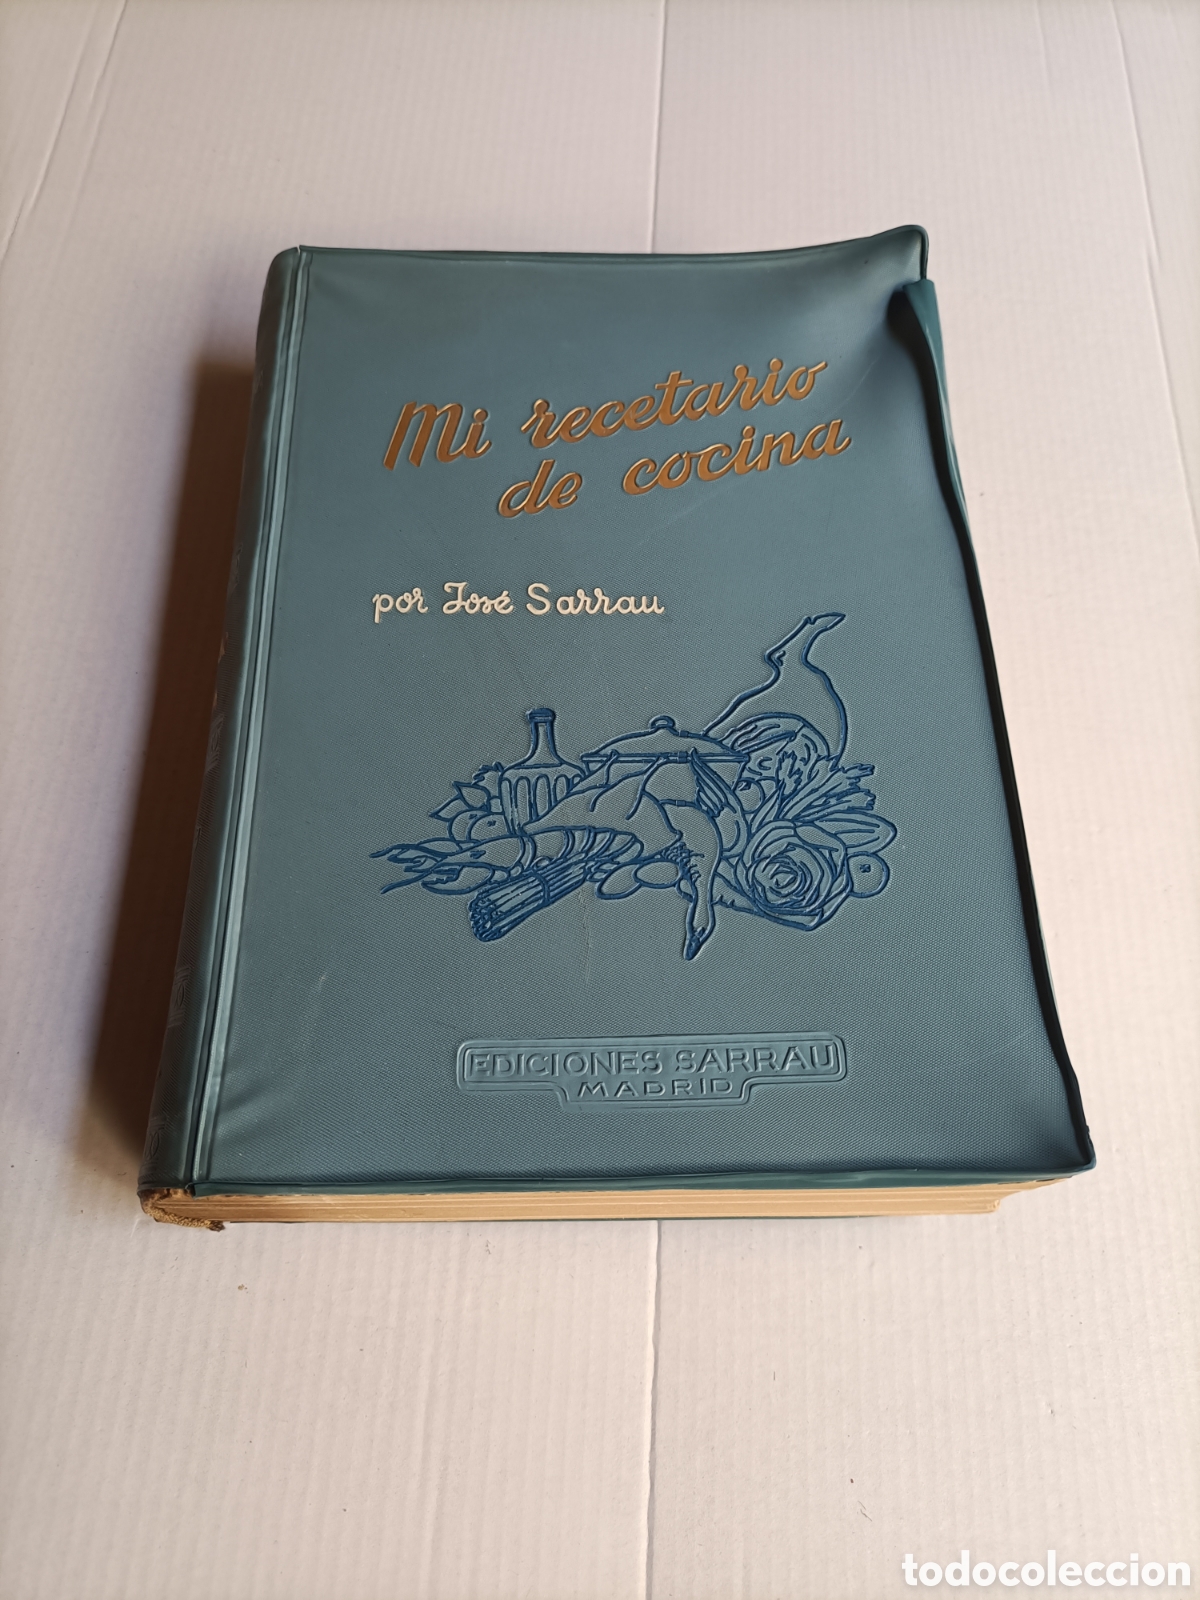 Mi recetario
de cocina
por José Sarrau
EDICIONES SARRAU
MADRID
todocoleccion